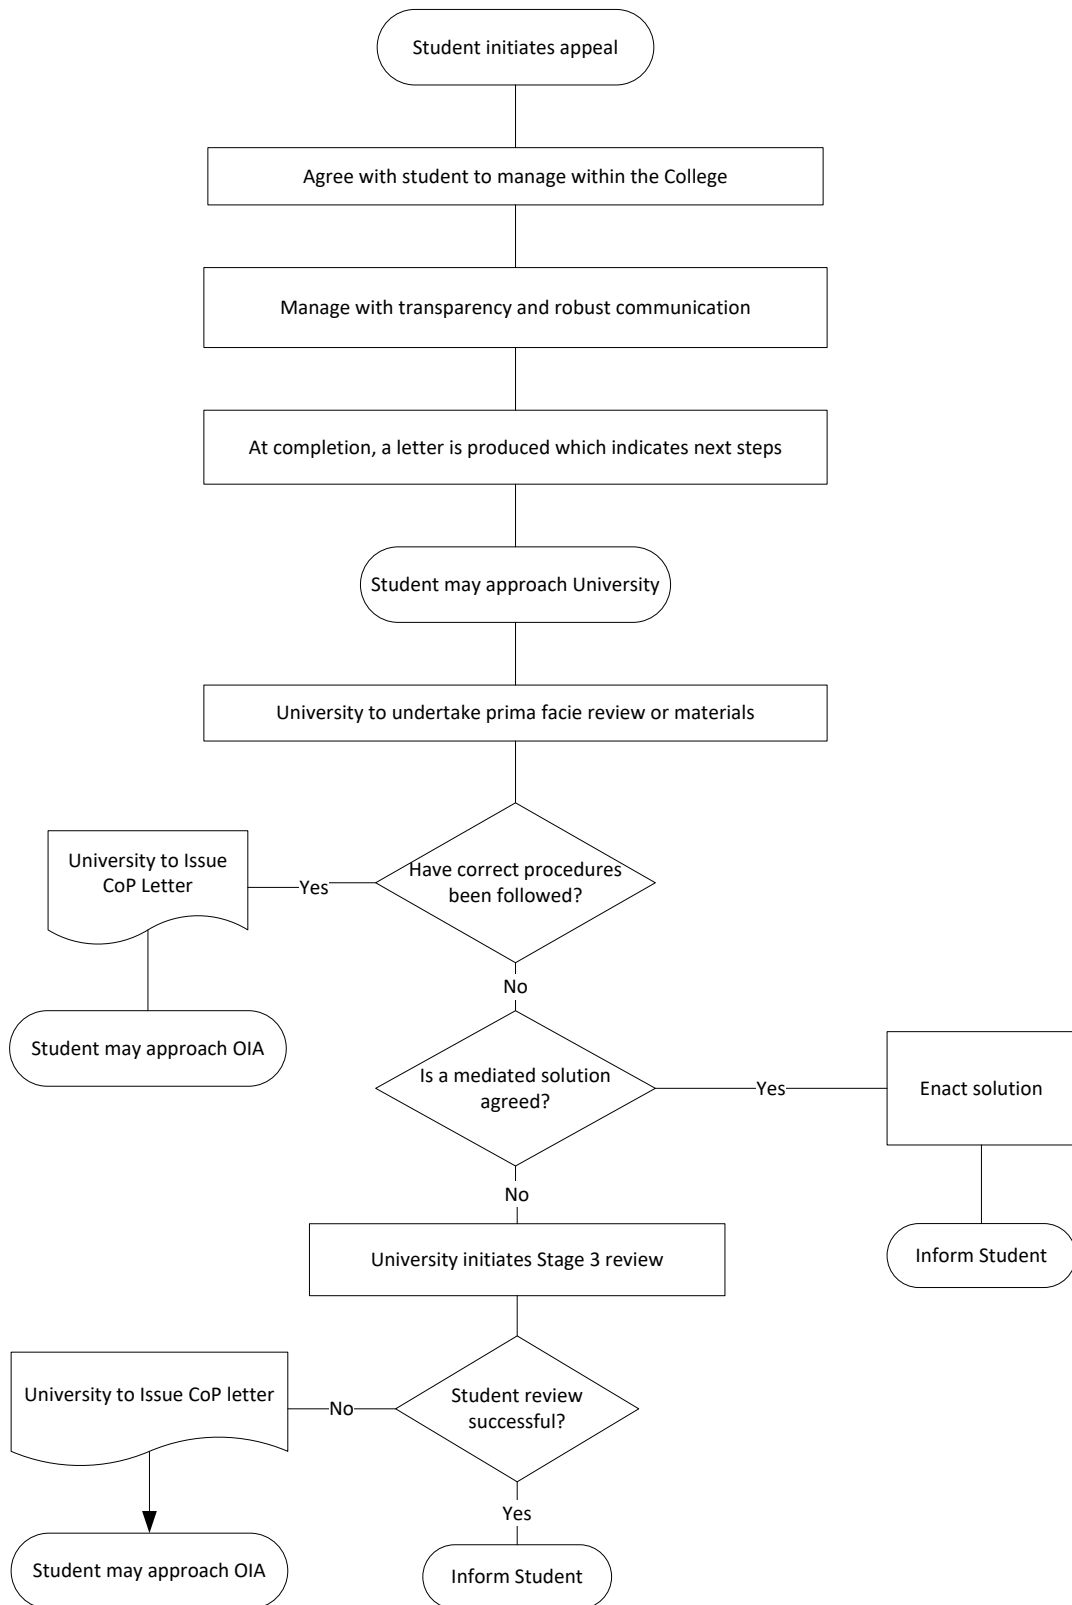 Student initiates appeal
Agree with student to manage within the College
Manage with transparency and robust communication
At completion, a letter is produced which indicates next steps
Student may approach University
University to undertake prima facie review or materials
Have correct procedures
been followed?
Yes
University to Issue
CoP Letter
Student may approach OIA
No
Is a mediated solution
agreed?
Yes
Enact solution
Inform Student
No
University initiates Stage 3 review
Student review
successful?
No
University to Issue CoP letter
Student may approach OIA
Yes
Inform Student